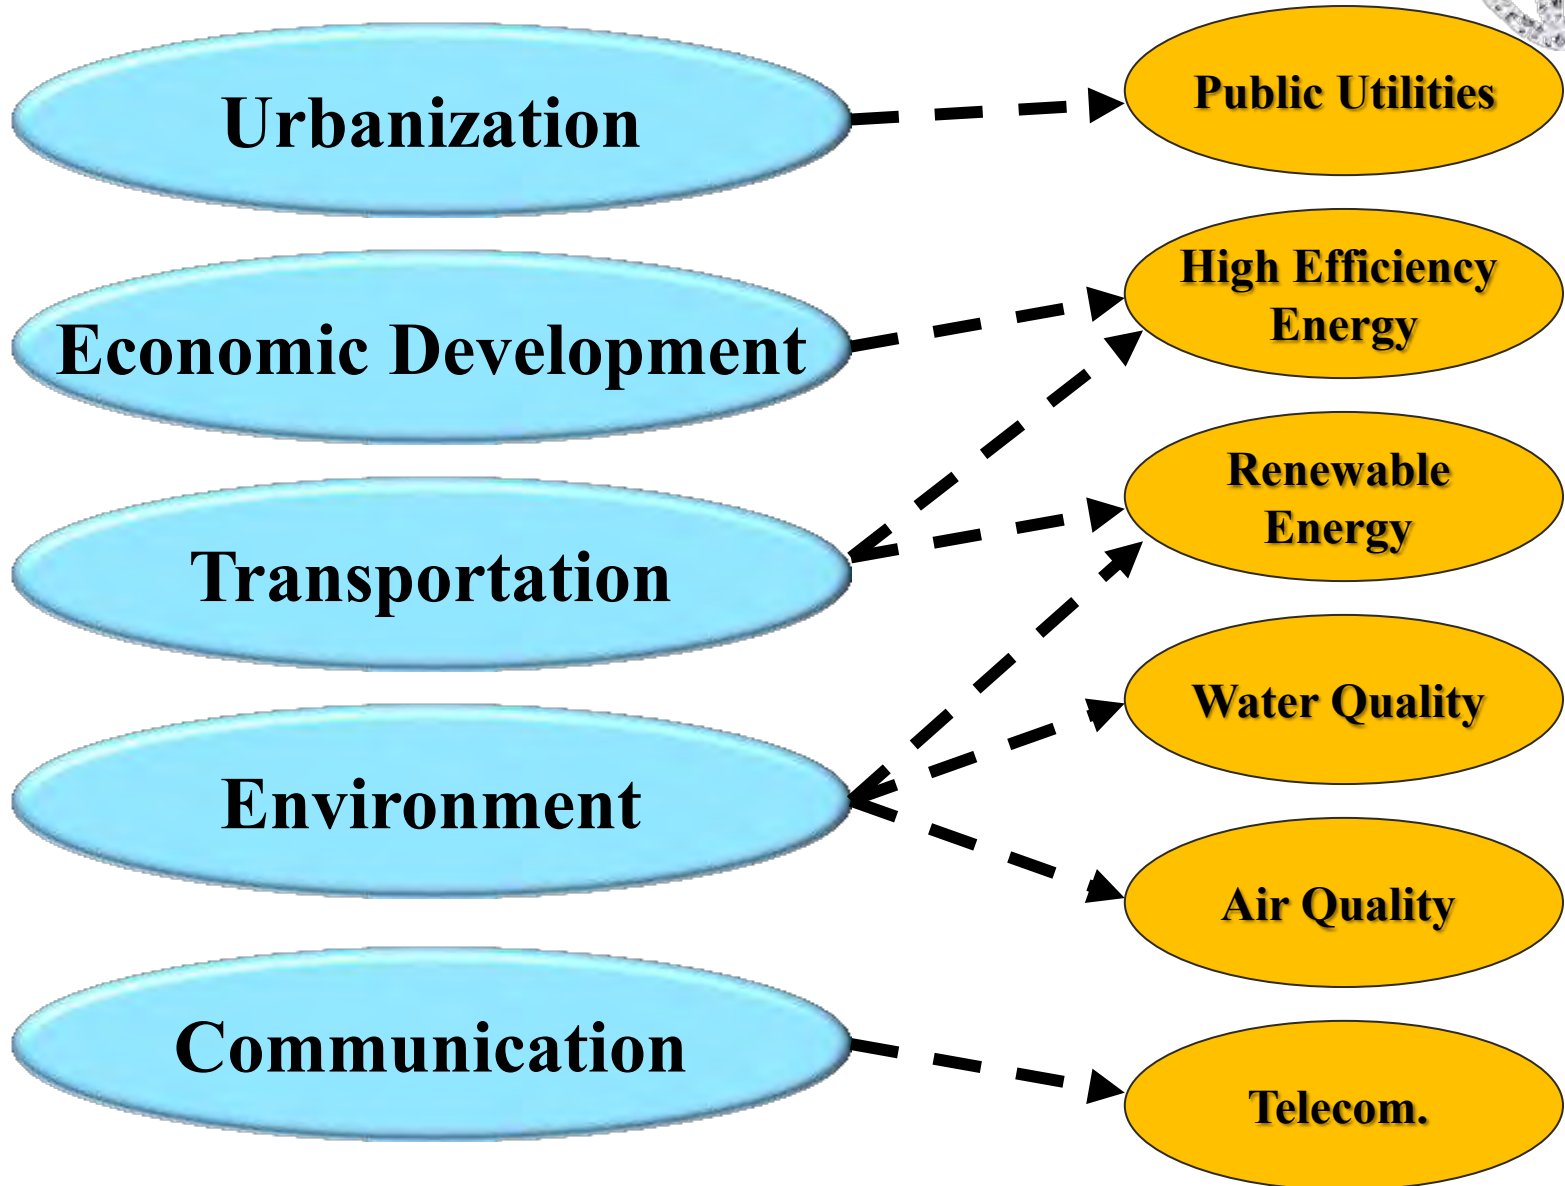 Urbanization
Economic Development
Transportation
Environment
Communication
Public Utilities
High Efficiency
Energy
Renewable
Energy
Water Quality
Air Quality
Telecom.